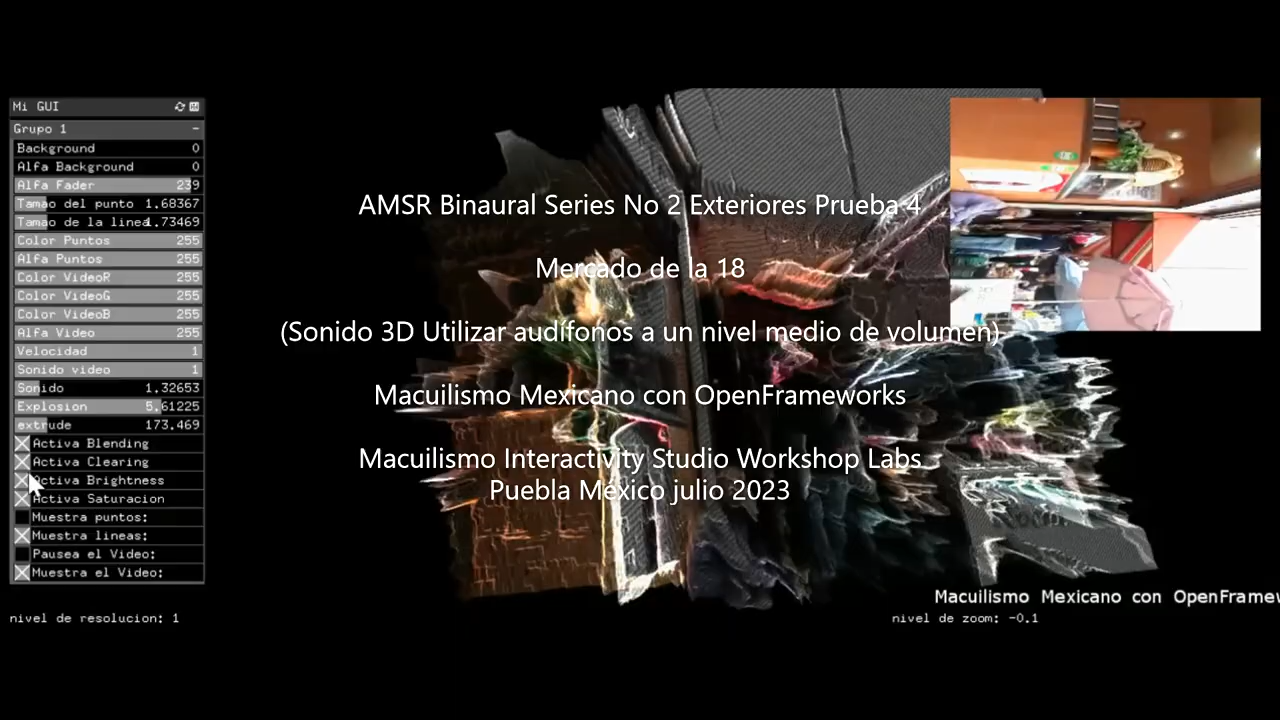 Mi GUI
Grupo 1
Background 0
Alfa Background 0
Alfa Fader 239
Tamao del punto 1.68367
Tamao de la linea 1.73469
Color Puntos 255
Alfa Puntos 255
Color VideoR 255
Color VideoG 255
Color VideoB 255
Alfa Video 255
Velocidad 1
Sonido video 1
Sonido 1.32653
Explosion 5.61225
extrude 173.469
Activa Blending
Activa Clearing
Activa Brightness
Activa Saturacion
Muestra puntos:
Muestra lineas:
Pausea el Video:
Muestra el Video:
nivel de resolucion: 1
AMSR Binaural Series No 2 Exteriores Prueba 4
Mercado de la 18
(Sonido 3D Utilizar audífonos a un nivel medio de volumen)
Macuilismo Mexicano con OpenFrameworks
Macuilismo Interactivity Studio Workshop Labs
Puebla México julio 2023
Macuilismo Mexicano con OpenFramew
nivel de zoom: -0.1